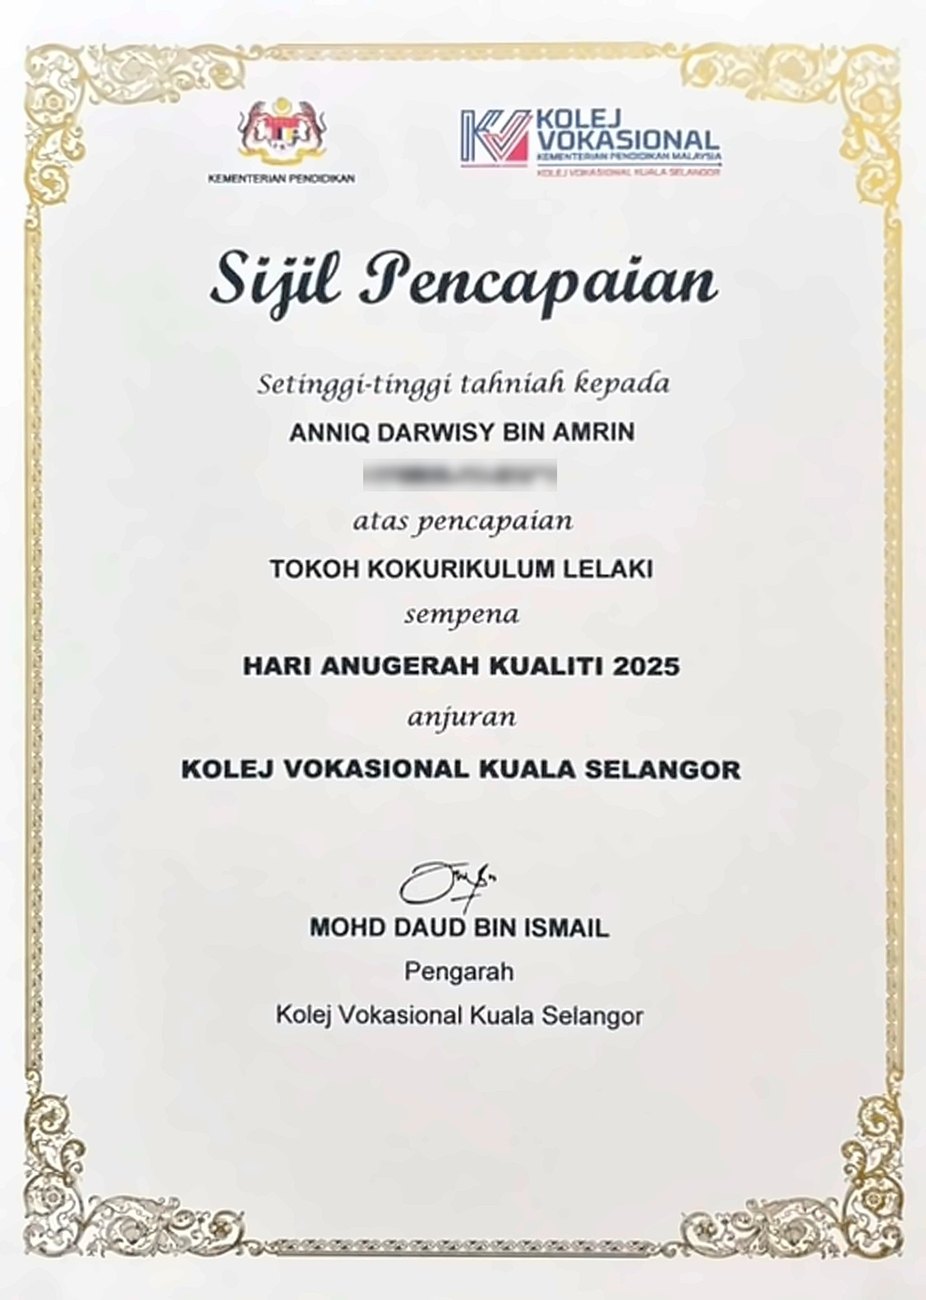 KEMENTERIAN PENDIDIKAN
KOLEJ
VOKASIONAL
KEMENTERIAN PENDIDIKAN MALAYSIA
KOLEJ VOKASIONAL KUALA SELANGOR
Sijil Pencapaian
Setinggi-tinggi tahniah kepada
ANNIQ DARWISY BIN AMRIN
atas pencapaian
TOKOH KOKURIKULUM LELAKI
sempena
HARI ANUGERAH KUALITI 2025
anjuran
KOLEJ VOKASIONAL KUALA SELANGOR
MOHD DAUD BIN ISMAIL
Pengarah
Kolej Vokasional Kuala Selangor